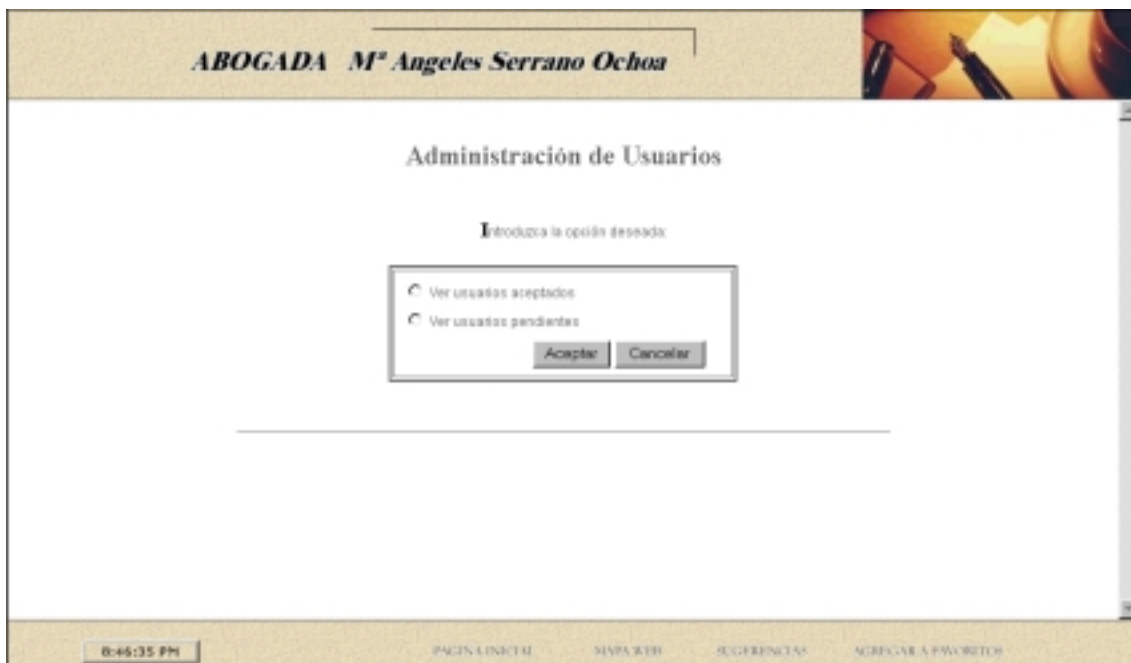 ABOGADA Mª Angeles Serrano Ochoa
Administración de Usuarios
Introduzca la opción deseada:
Ver usuarios aceptados
Ver usuarios pendientes
Aceptar Cancelar
8:46:35 PM PAGINA INICIAL MAPA WEB SUGERENCIAS AGREGAR A FAVORITOS